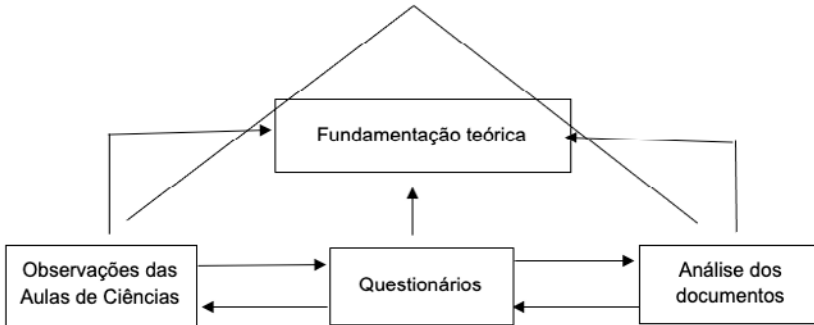 Fundamentação teórica
Observações das
Aulas de Ciências
Questionários
Análise dos
documentos